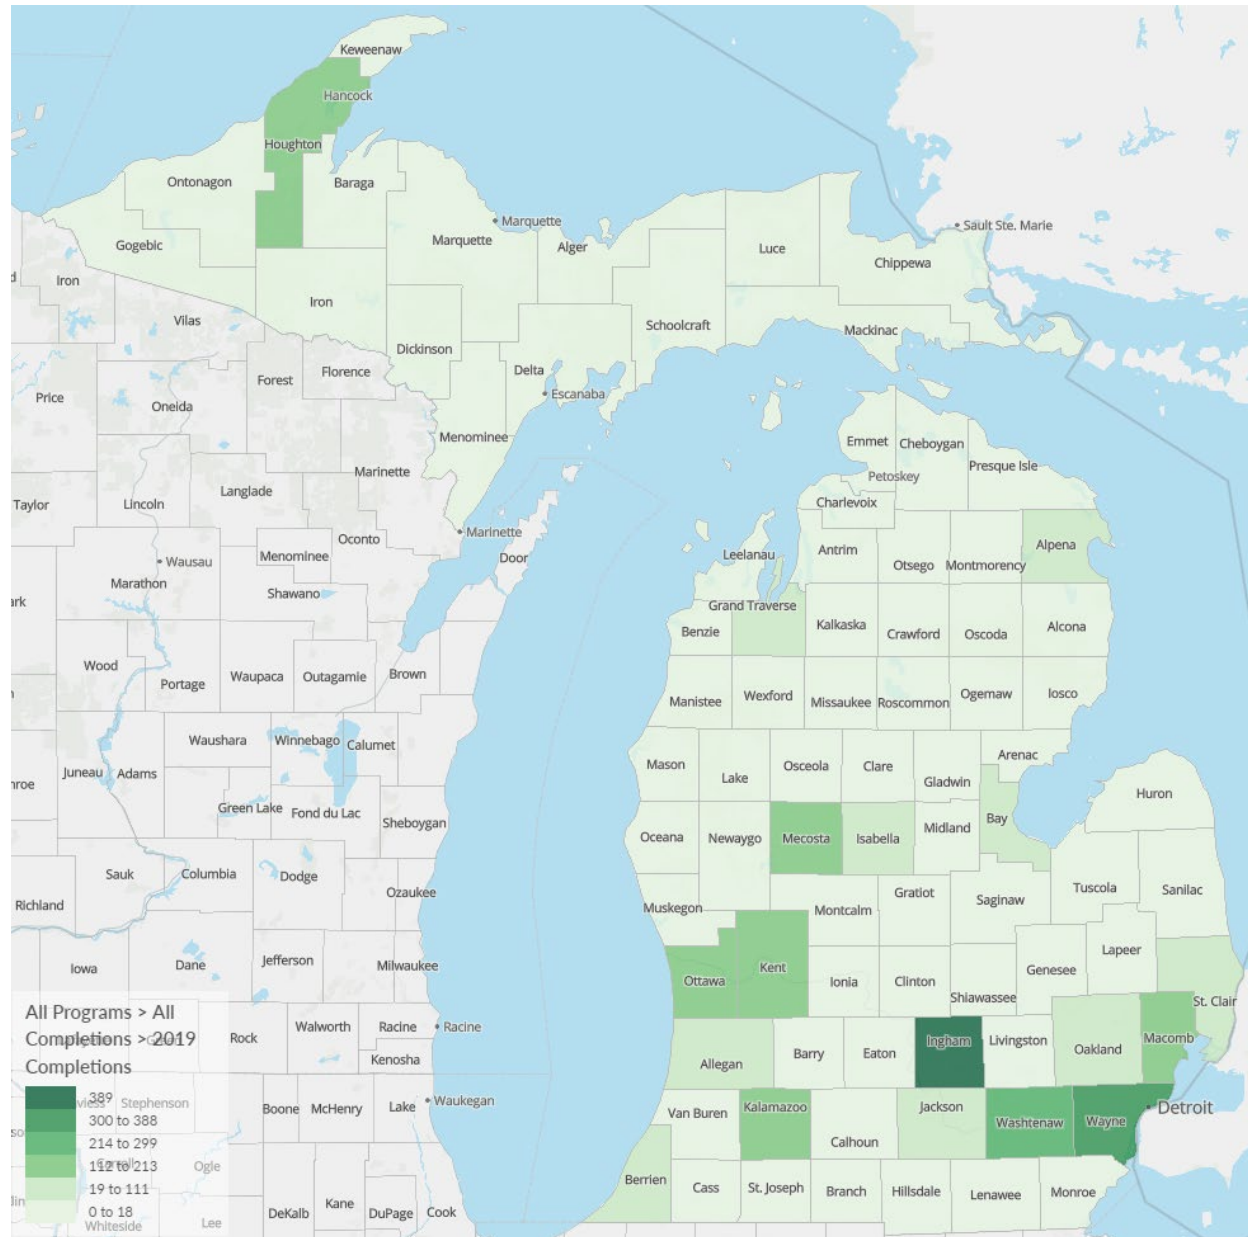 Keweenaw
Hancock
Houghton
Ontonagon
Baraga
Marquette
Sault Ste. Marie
Marquette
Alger
Luce
Gogebic
Chippewa
Iron
Iron
Vilas
Schoolcraft
Mackinac
Dickinson
Delta
Florence
Forest
Price
Escanaba
Oneida
Menominee
Emmet
Cheboygan
Presque Isle
Marinette
Petoskey
Langlade
Taylor
Lincoln
Charlevoix
Marinette
Oconto
Alpena
Antrim
Leelanau
Menominee
Door
Wausau
Otsego
Montmorency
Marathon
Shawano
ark
Grand Traverse
Kalkaska
Alcona
Benzie
Crawford
Oscoda
Wood
Waupaca
Outagamie
Brown
Portage
Manistee
Wexford
Missaukee
Roscommon
Ogemaw
Iosco
Waushara
Winnebago
Calumet
Arenac
Mason
Osceola
Clare
Juneau
Adams
Lake
Gladwin
nroe
Huron
Green Lake
Fond du Lac
Sheboygan
Bay
Oceana
Newaygo
Mecosta
Isabella
Midland
Sauk
Columbia
Dodge
Ozaukee
Gratiot
Tuscola
Sanilac
Richland
Muskegon
Montcalm
Saginaw
Lapeer
Iowa
Dane
Jefferson
Milwaukee
Kent
Genesee
Ottawa
Ionia
Clinton
Shiawassee
St. Clair
All Programs > All
Completions > 2019
Completions
Green
Rock
Walworth
Racine
Racine
Kenosha
Ingham
Livingston
Macomb
Oakland
Allegan
Barry
Eaton
389
300 to 388
214 to 299
112 to 213
19 to 111
0 to 18
Stephenson
Boone
McHenry
Lake
Waukegan
Van Buren
Kalamazoo
Jackson
Washtenaw
Wayne
Detroit
Calhoun
Carroll
Ogle
Berrien
Cass
St. Joseph
Branch
Hillsdale
Lenawee
Monroe
Whiteside
Lee
DeKalb
Kane
DuPage
Cook